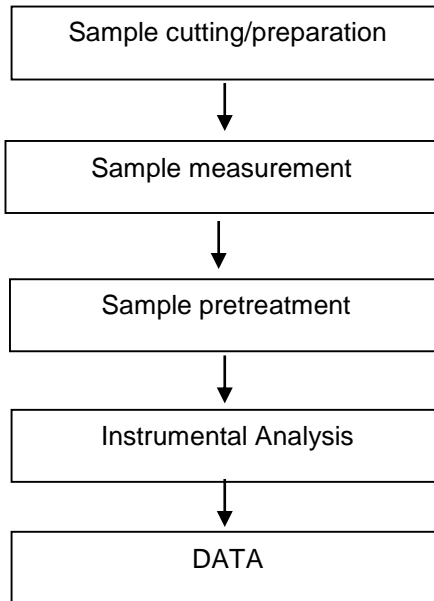 Sample cutting/preparation
Sample measurement
Sample pretreatment
Instrumental Analysis
DATA